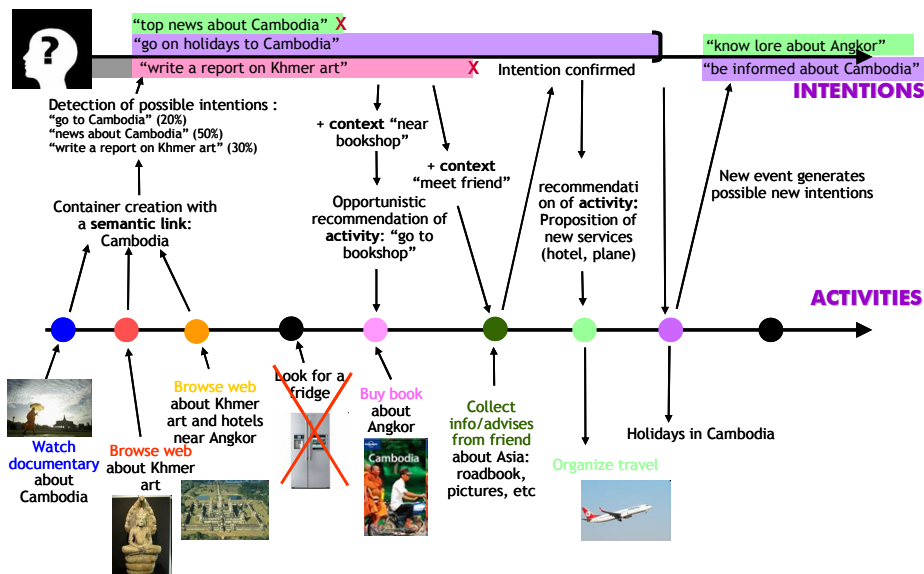 ?
“top news about Cambodia” X
“go on holidays to Cambodia”
“write a report on Khmer art” X
Intention confirmed
“know lore about Angkor”
“be informed about Cambodia”
INTENTIONS
Detection of possible intentions :
“go to Cambodia” (20%)
“news about Cambodia” (50%)
“write a report on Khmer art” (30%)
+ context “near
bookshop”
+ context
“meet friend”
Container creation with
a semantic link:
Cambodia
Opportunistic
recommendation of
activity: “go to
bookshop”
recommendati
on of activity:
Proposition of
new services
(hotel, plane)
New event generates
possible new intentions
ACTIVITIES
Watch
documentary
about
Cambodia
Browse web
about Khmer
art
Browse web
about Khmer
art and hotels
near Angkor
Look for a
fridge
Buy book
about
Angkor
Cambodia
Collect
info/advises
from friend
about Asia:
roadbook,
pictures, etc
Organize travel
Holidays in Cambodia